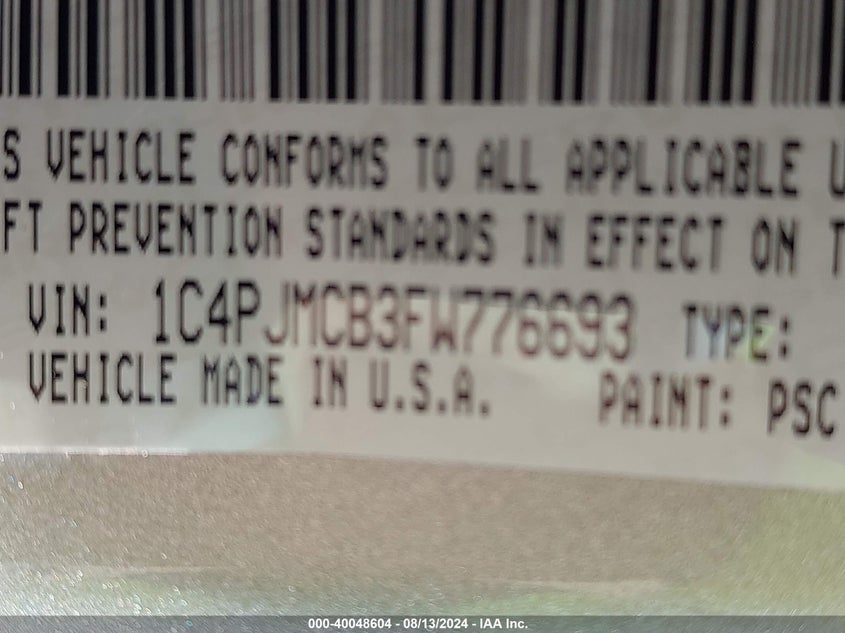 S VEHICLE CONFORMS TO ALL APPLICABLE U
FT PREVENTION STANDARDS IN EFFECT ON T
VIN: 1C4PJMCB3FW776693 TYPE:
VEHICLE MADE IN U.S.A. PAINT: PSC
000-40048604 - 08/13/2024 - IAA Inc.